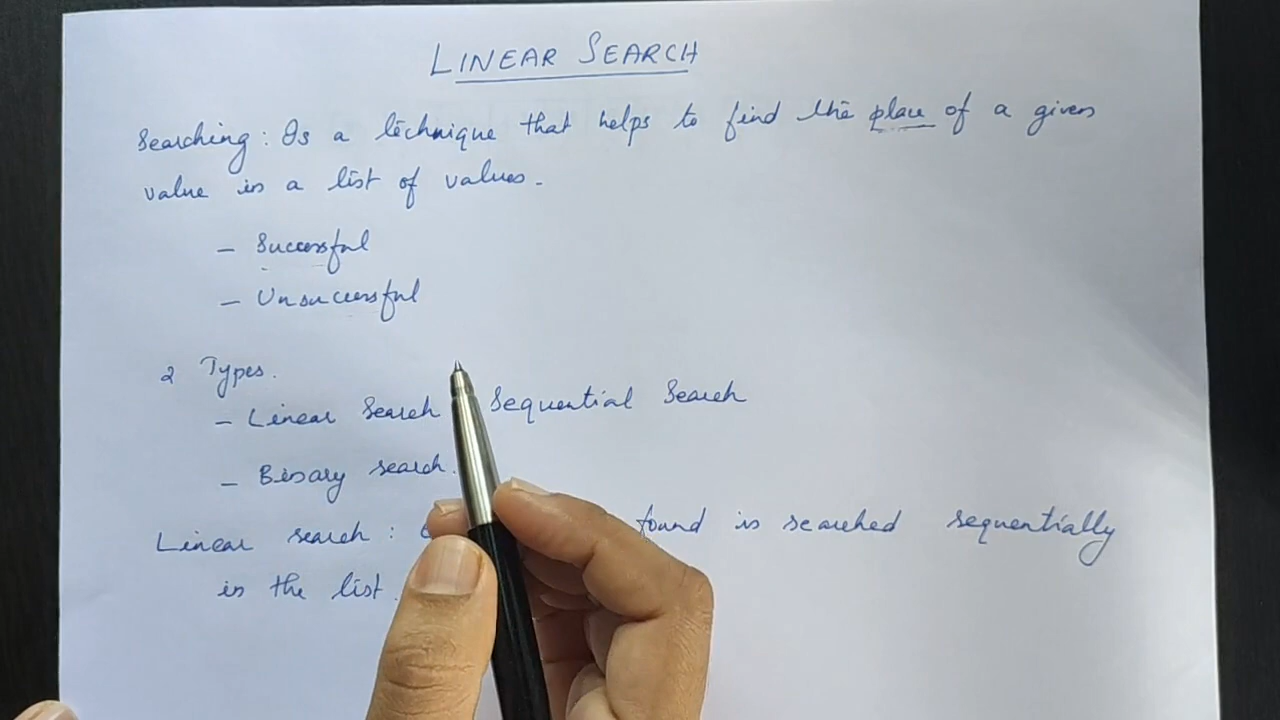 LINEAR SEARCH
Searching: Is a technique that helps to find the place of a given
value in a list of values.
- Successful
- Unsuccessful
2 Types.
- Linear Search Sequential Search
- Binary search.
Linear search : found is searched sequentially
in the list.